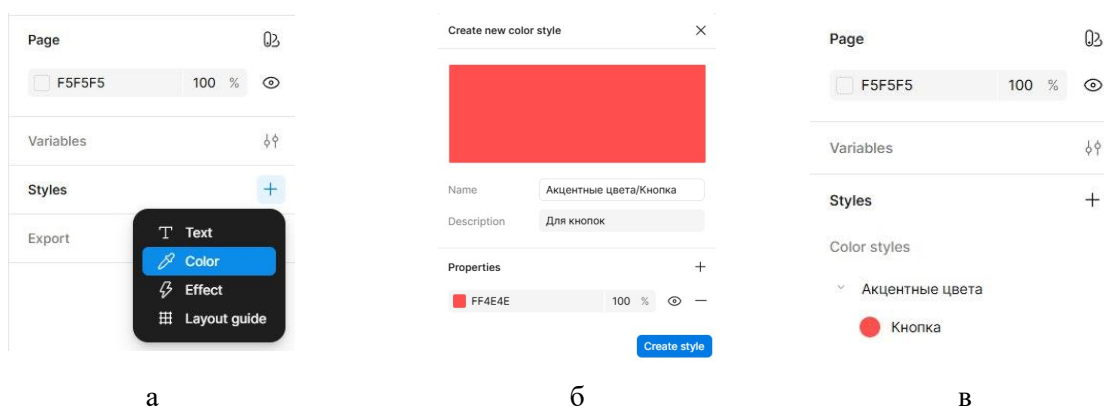 Page
F5F5F5 100 %
Variables
Styles
Export
Text
Color
Effect
Layout guide
а
Create new color style
Name Акцентные цвета/Кнопка
Description Для кнопок
Properties
FF4E4E 100 %
Create style
б
Page
F5F5F5 100 %
Variables
Styles
Color styles
Акцентные цвета
Кнопка
в